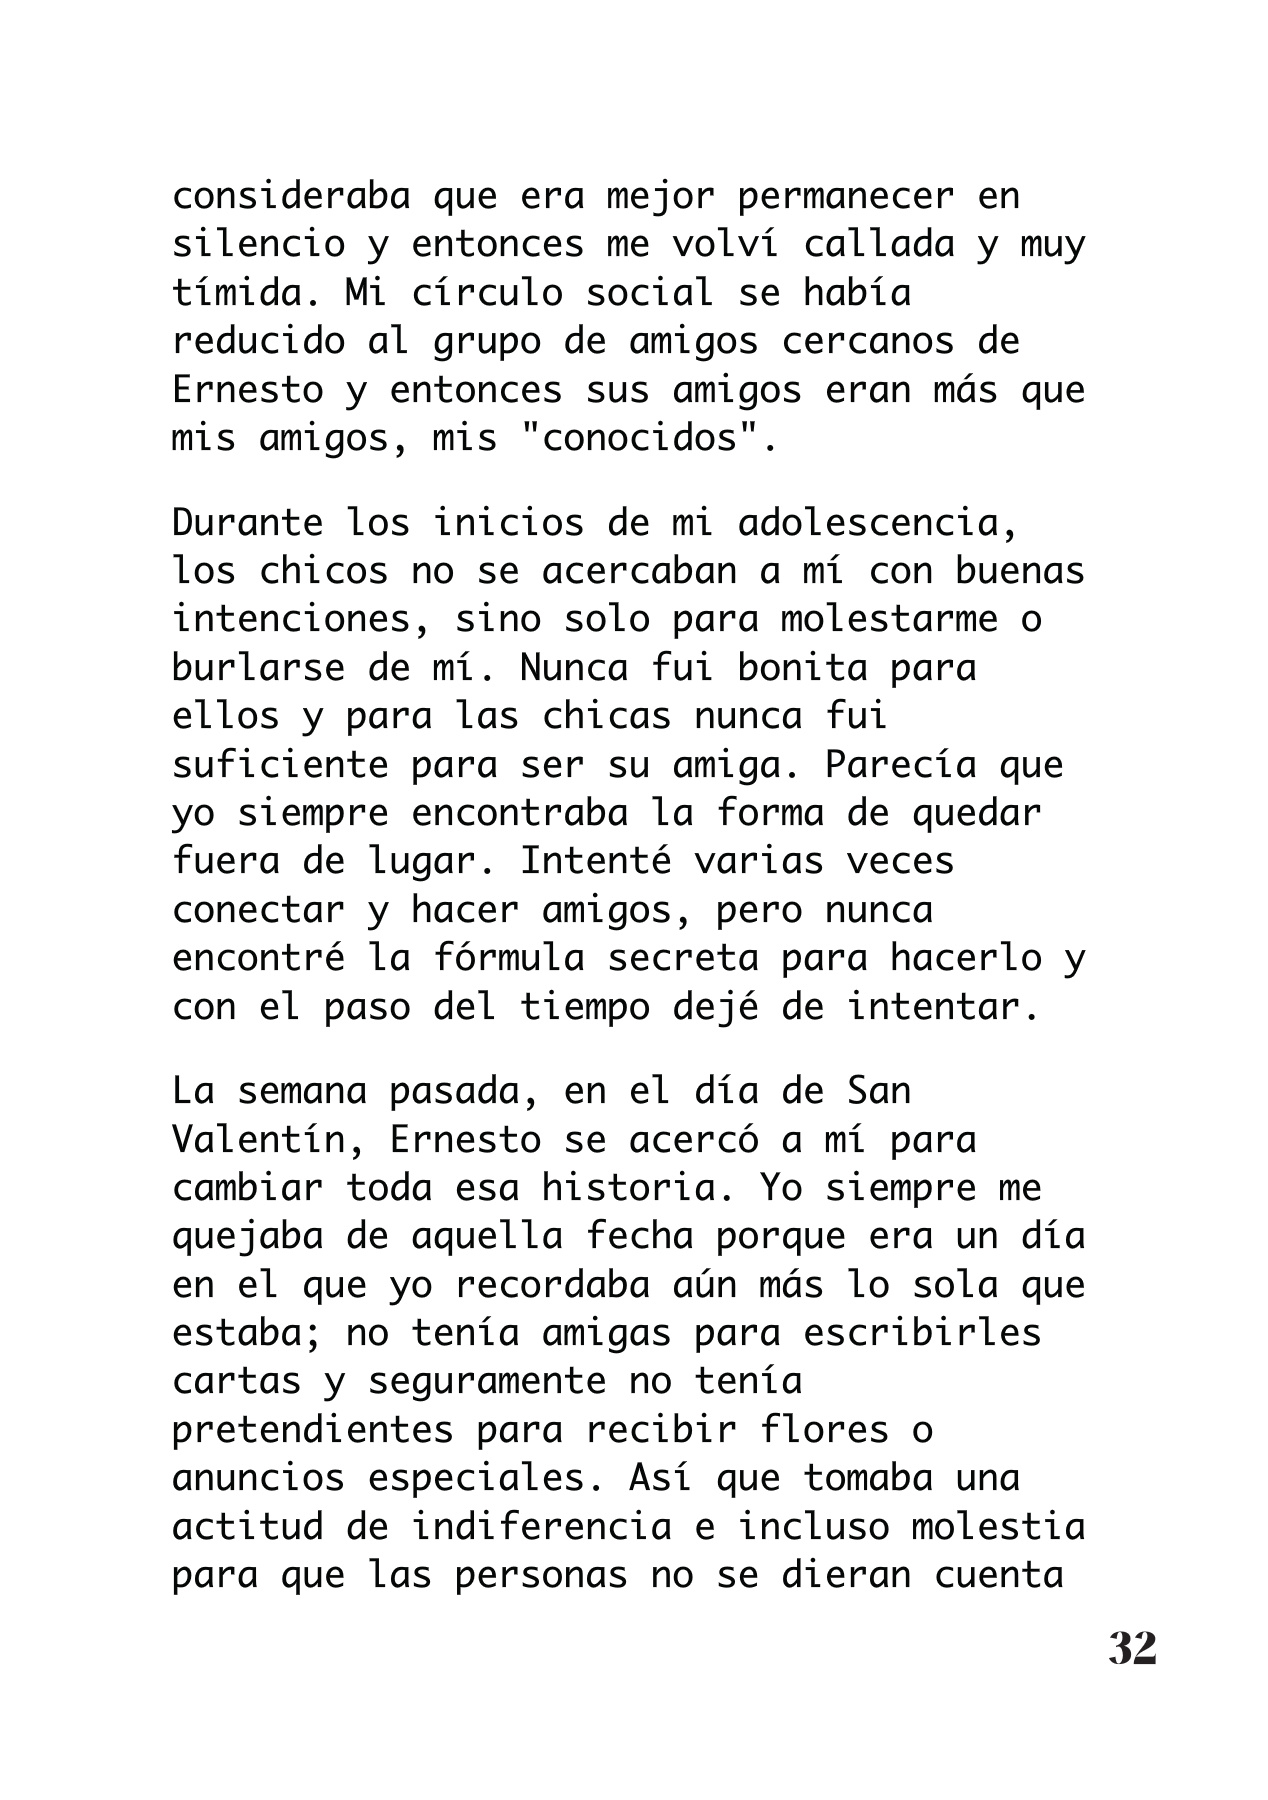 consideraba que era mejor permanecer en
silencio y entonces me volví callada y muy
tímida. Mi círculo social se había
reducido al grupo de amigos cercanos de
Ernesto y entonces sus amigos eran más que
mis amigos, mis "conocidos".
Durante los inicios de mi adolescencia,
los chicos no se acercaban a mí con buenas
intenciones, sino solo para molestarme o
burlarse de mí. Nunca fui bonita para
ellos y para las chicas nunca fui
suficiente para ser su amiga. Parecía que
yo siempre encontraba la forma de quedar
fuera de lugar. Intenté varias veces
conectar y hacer amigos, pero nunca
encontré la fórmula secreta para hacerlo y
con el paso del tiempo dejé de intentar.
La semana pasada, en el día de San
Valentín, Ernesto se acercó a mí para
cambiar toda esa historia. Yo siempre me
quejaba de aquella fecha porque era un día
en el que yo recordaba aún más lo sola que
estaba; no tenía amigas para escribirles
cartas y seguramente no tenía
pretendientes para recibir flores o
anuncios especiales. Así que tomaba una
actitud de indiferencia e incluso molestia
para que las personas no se dieran cuenta
32